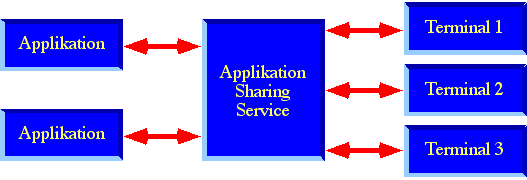 Applikation
Applikation
Applikation
Sharing
Service
Terminal 1
Terminal 2
Terminal 3